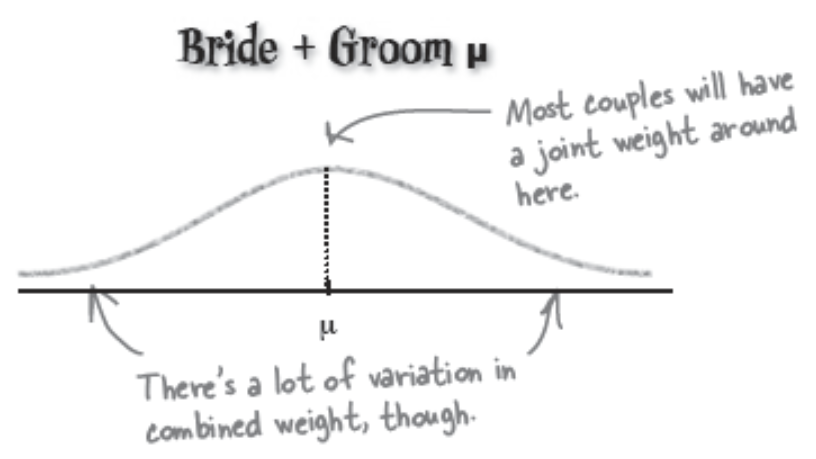 Bride + Groom μ
Most couples will have
a joint weight around
here.
μ
There's a lot of variation in
combined weight, though.